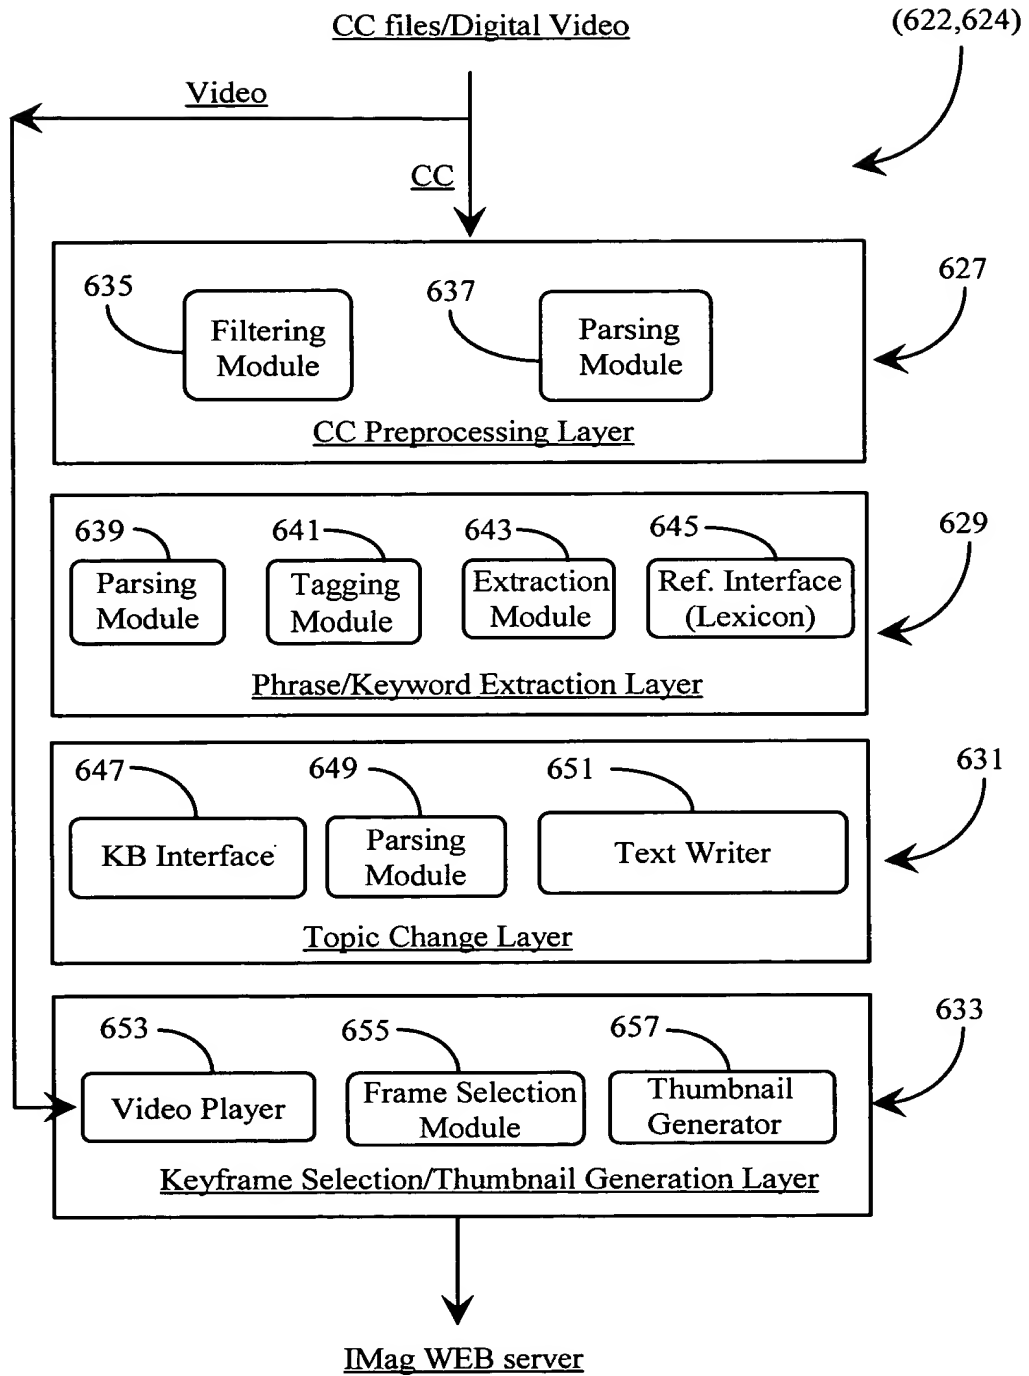 CC files/Digital Video
(622,624)
Video
CC
627
635
637
Filtering
Module
Parsing
Module
CC Preprocessing Layer
629
639
641
643
645
Parsing
Module
Tagging
Module
Extraction
Module
Ref. Interface
(Lexicon)
Phrase/Keyword Extraction Layer
631
647
649
651
KB Interface
Parsing
Module
Text Writer
Topic Change Layer
633
653
655
657
Video Player
Frame Selection
Module
Thumbnail
Generator
Keyframe Selection/Thumbnail Generation Layer
IMag WEB server